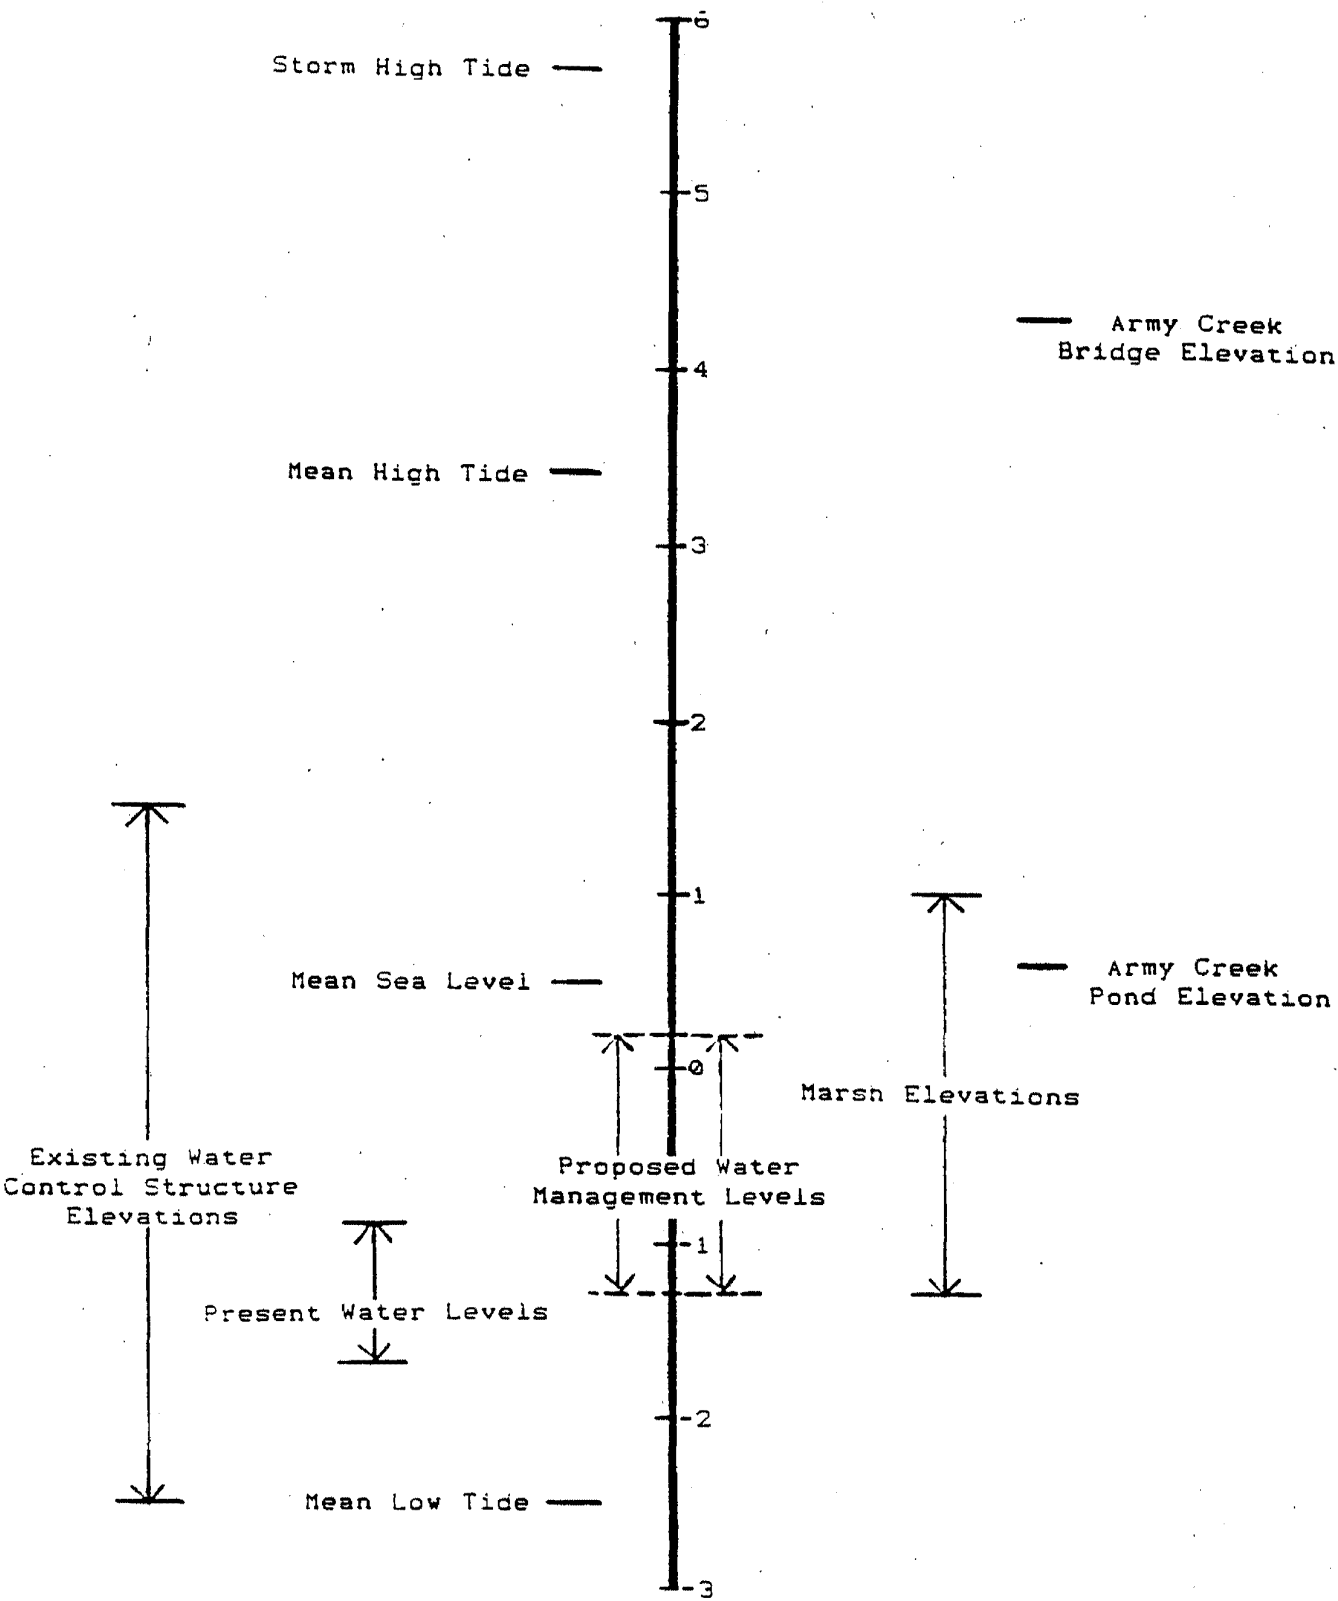 6
Storm High Tide
5
Army Creek
Bridge Elevation
4
Mean High Tide
3
2
1
Mean Sea Level
Army Creek
Pond Elevation
0
Marsh Elevations
Existing Water
Control Structure
Elevations
Proposed Water
Management Levels
-1
Present Water Levels
-2
Mean Low Tide
-3